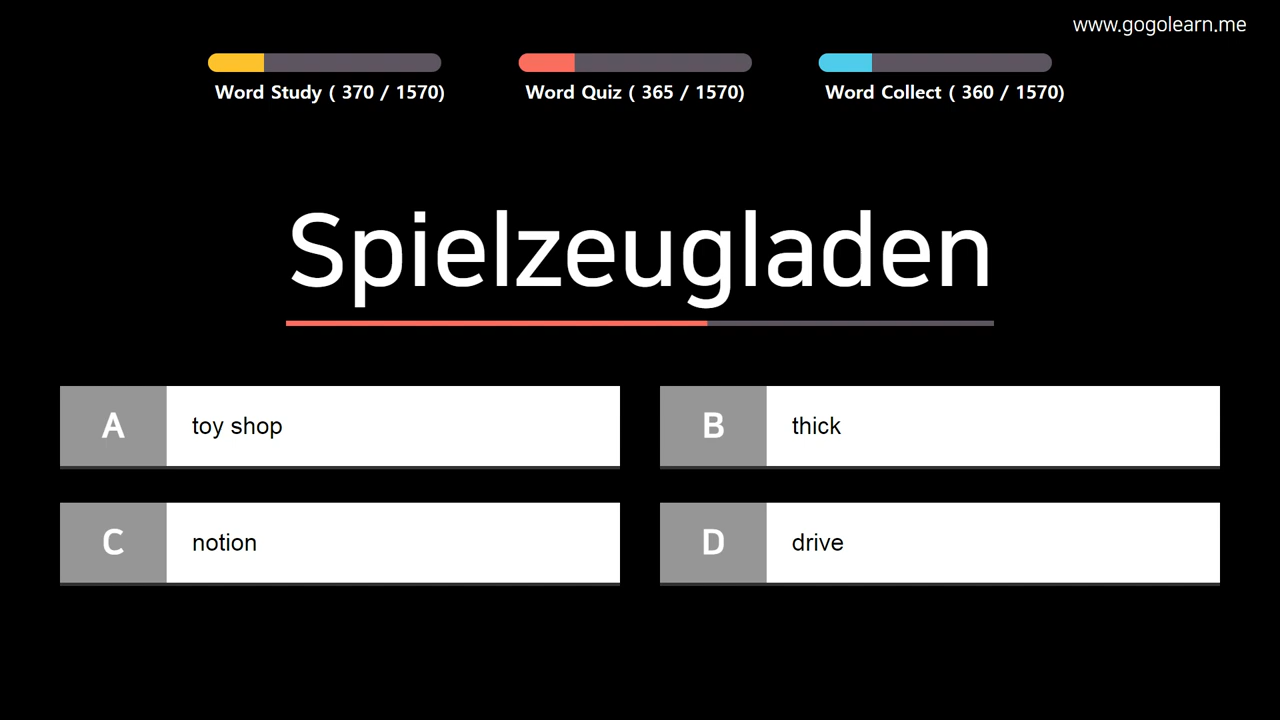 www.gogolearn.me
Word Study ( 370 / 1570)
Word Quiz ( 365 / 1570)
Word Collect ( 360 / 1570)
Spielzeugladen
A toy shop
B thick
C notion
D drive